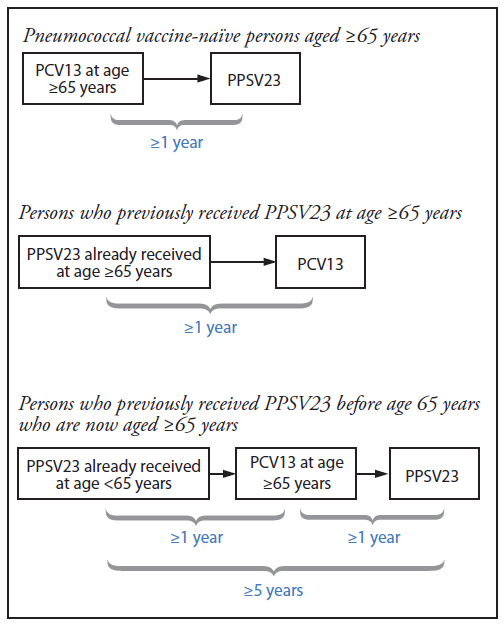 Pneumococcal vaccine-naïve persons aged ≥65 years
PCV13 at age
≥65 years
PPSV23
≥1 year
Persons who previously received PPSV23 at age ≥65 years
PPSV23 already received
at age ≥65 years
PCV13
≥1 year
Persons who previously received PPSV23 before age 65 years
who are now aged ≥65 years
PPSV23 already received
at age <65 years
PCV13 at age
≥65 years
PPSV23
≥1 year
≥1 year
≥5 years